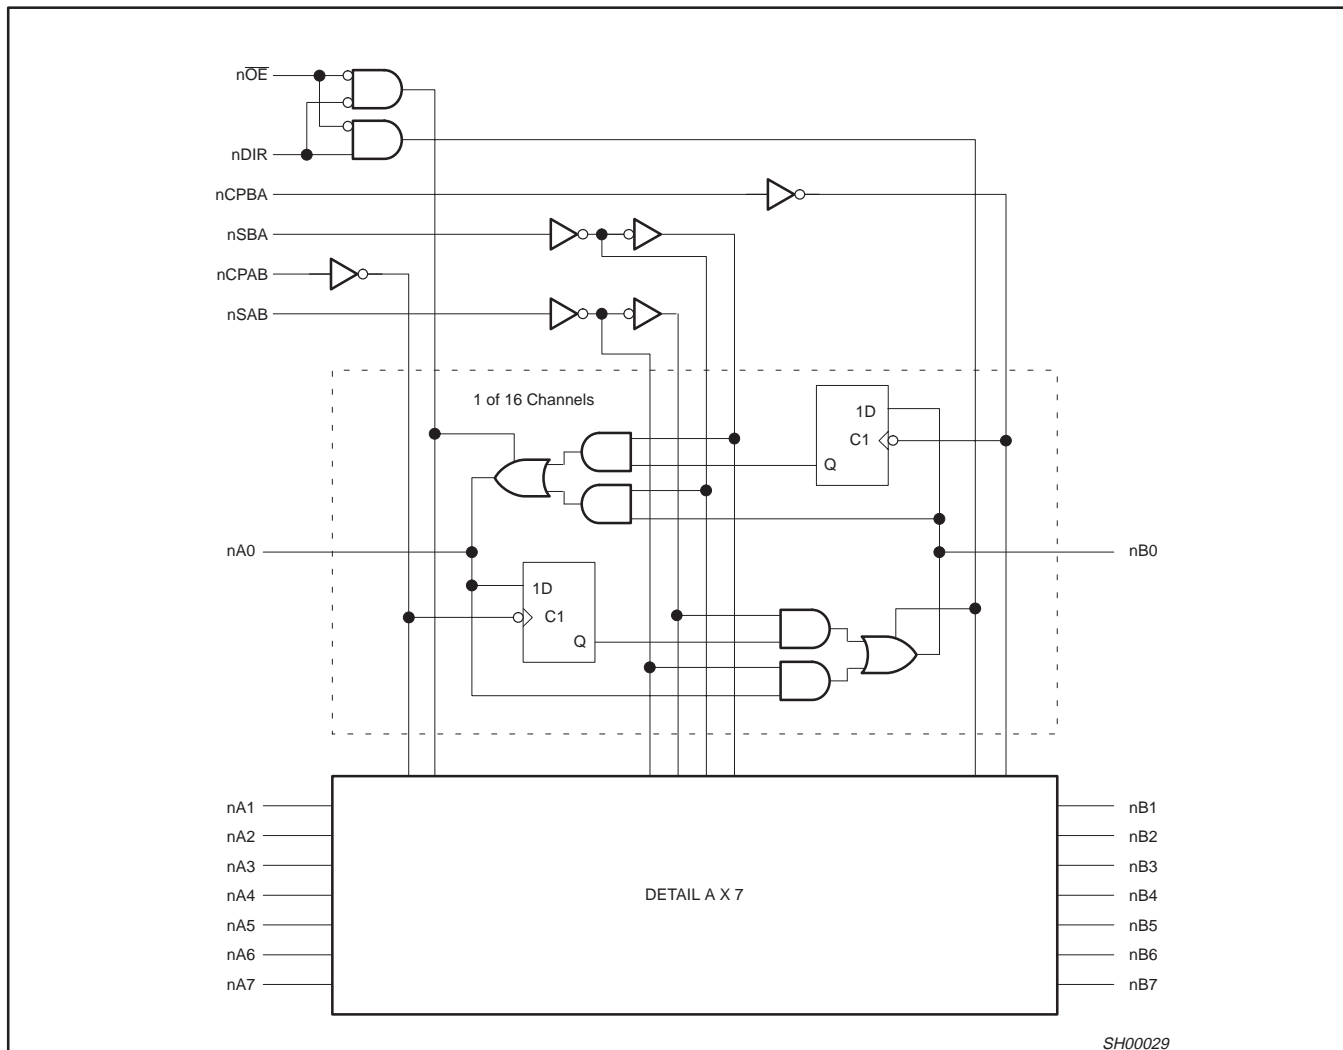 nO̅E̅
nDIR
nCPBA
nSBA
nCPAB
nSAB
1 of 16 Channels
1D
C1
Q
nA0
nB0
1D
C1
Q
nA1
nB1
nA2
nB2
nA3
nB3
DETAIL A X 7
nA4
nB4
nA5
nB5
nA6
nB6
nA7
nB7
SH00029